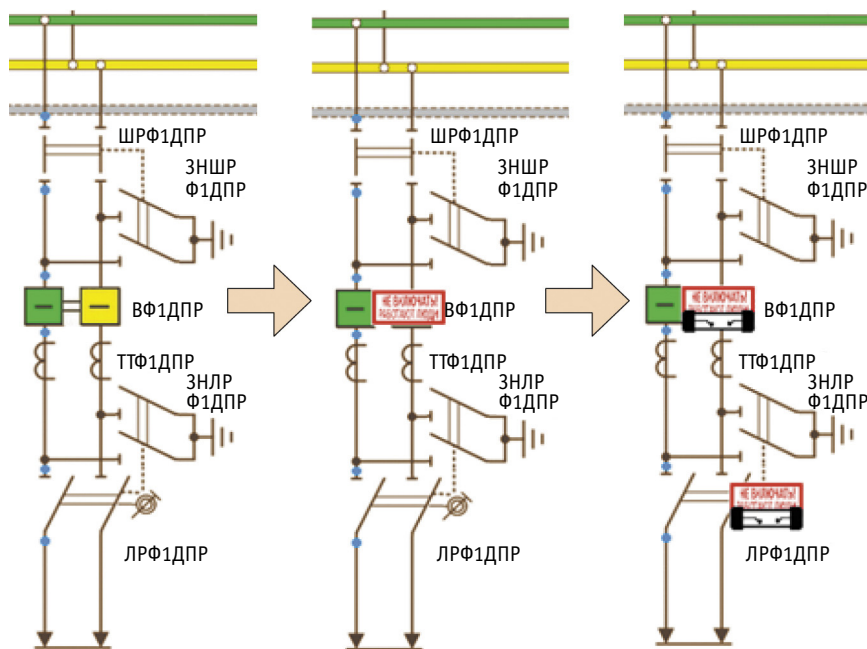 ШРФ1ДПР
ЗНШР
Ф1ДПР
ВФ1ДПР
ТТФ1ДПР
ЗНЛР
Ф1ДПР
ЛРФ1ДПР
ШРФ1ДПР
ЗНШР
Ф1ДПР
НЕ ВКЛЮЧАТЬ!
РАБОТАЮТ ЛЮДИ
ВФ1ДПР
ТТФ1ДПР
ЗНЛР
Ф1ДПР
ЛРФ1ДПР
ШРФ1ДПР
ЗНШР
Ф1ДПР
НЕ ВКЛЮЧАТЬ!
РАБОТАЮТ ЛЮДИ
ВФ1ДПР
ТТФ1ДПР
ЗНЛР
Ф1ДПР
НЕ ВКЛЮЧАТЬ!
РАБОТАЮТ ЛЮДИ
ЛРФ1ДПР